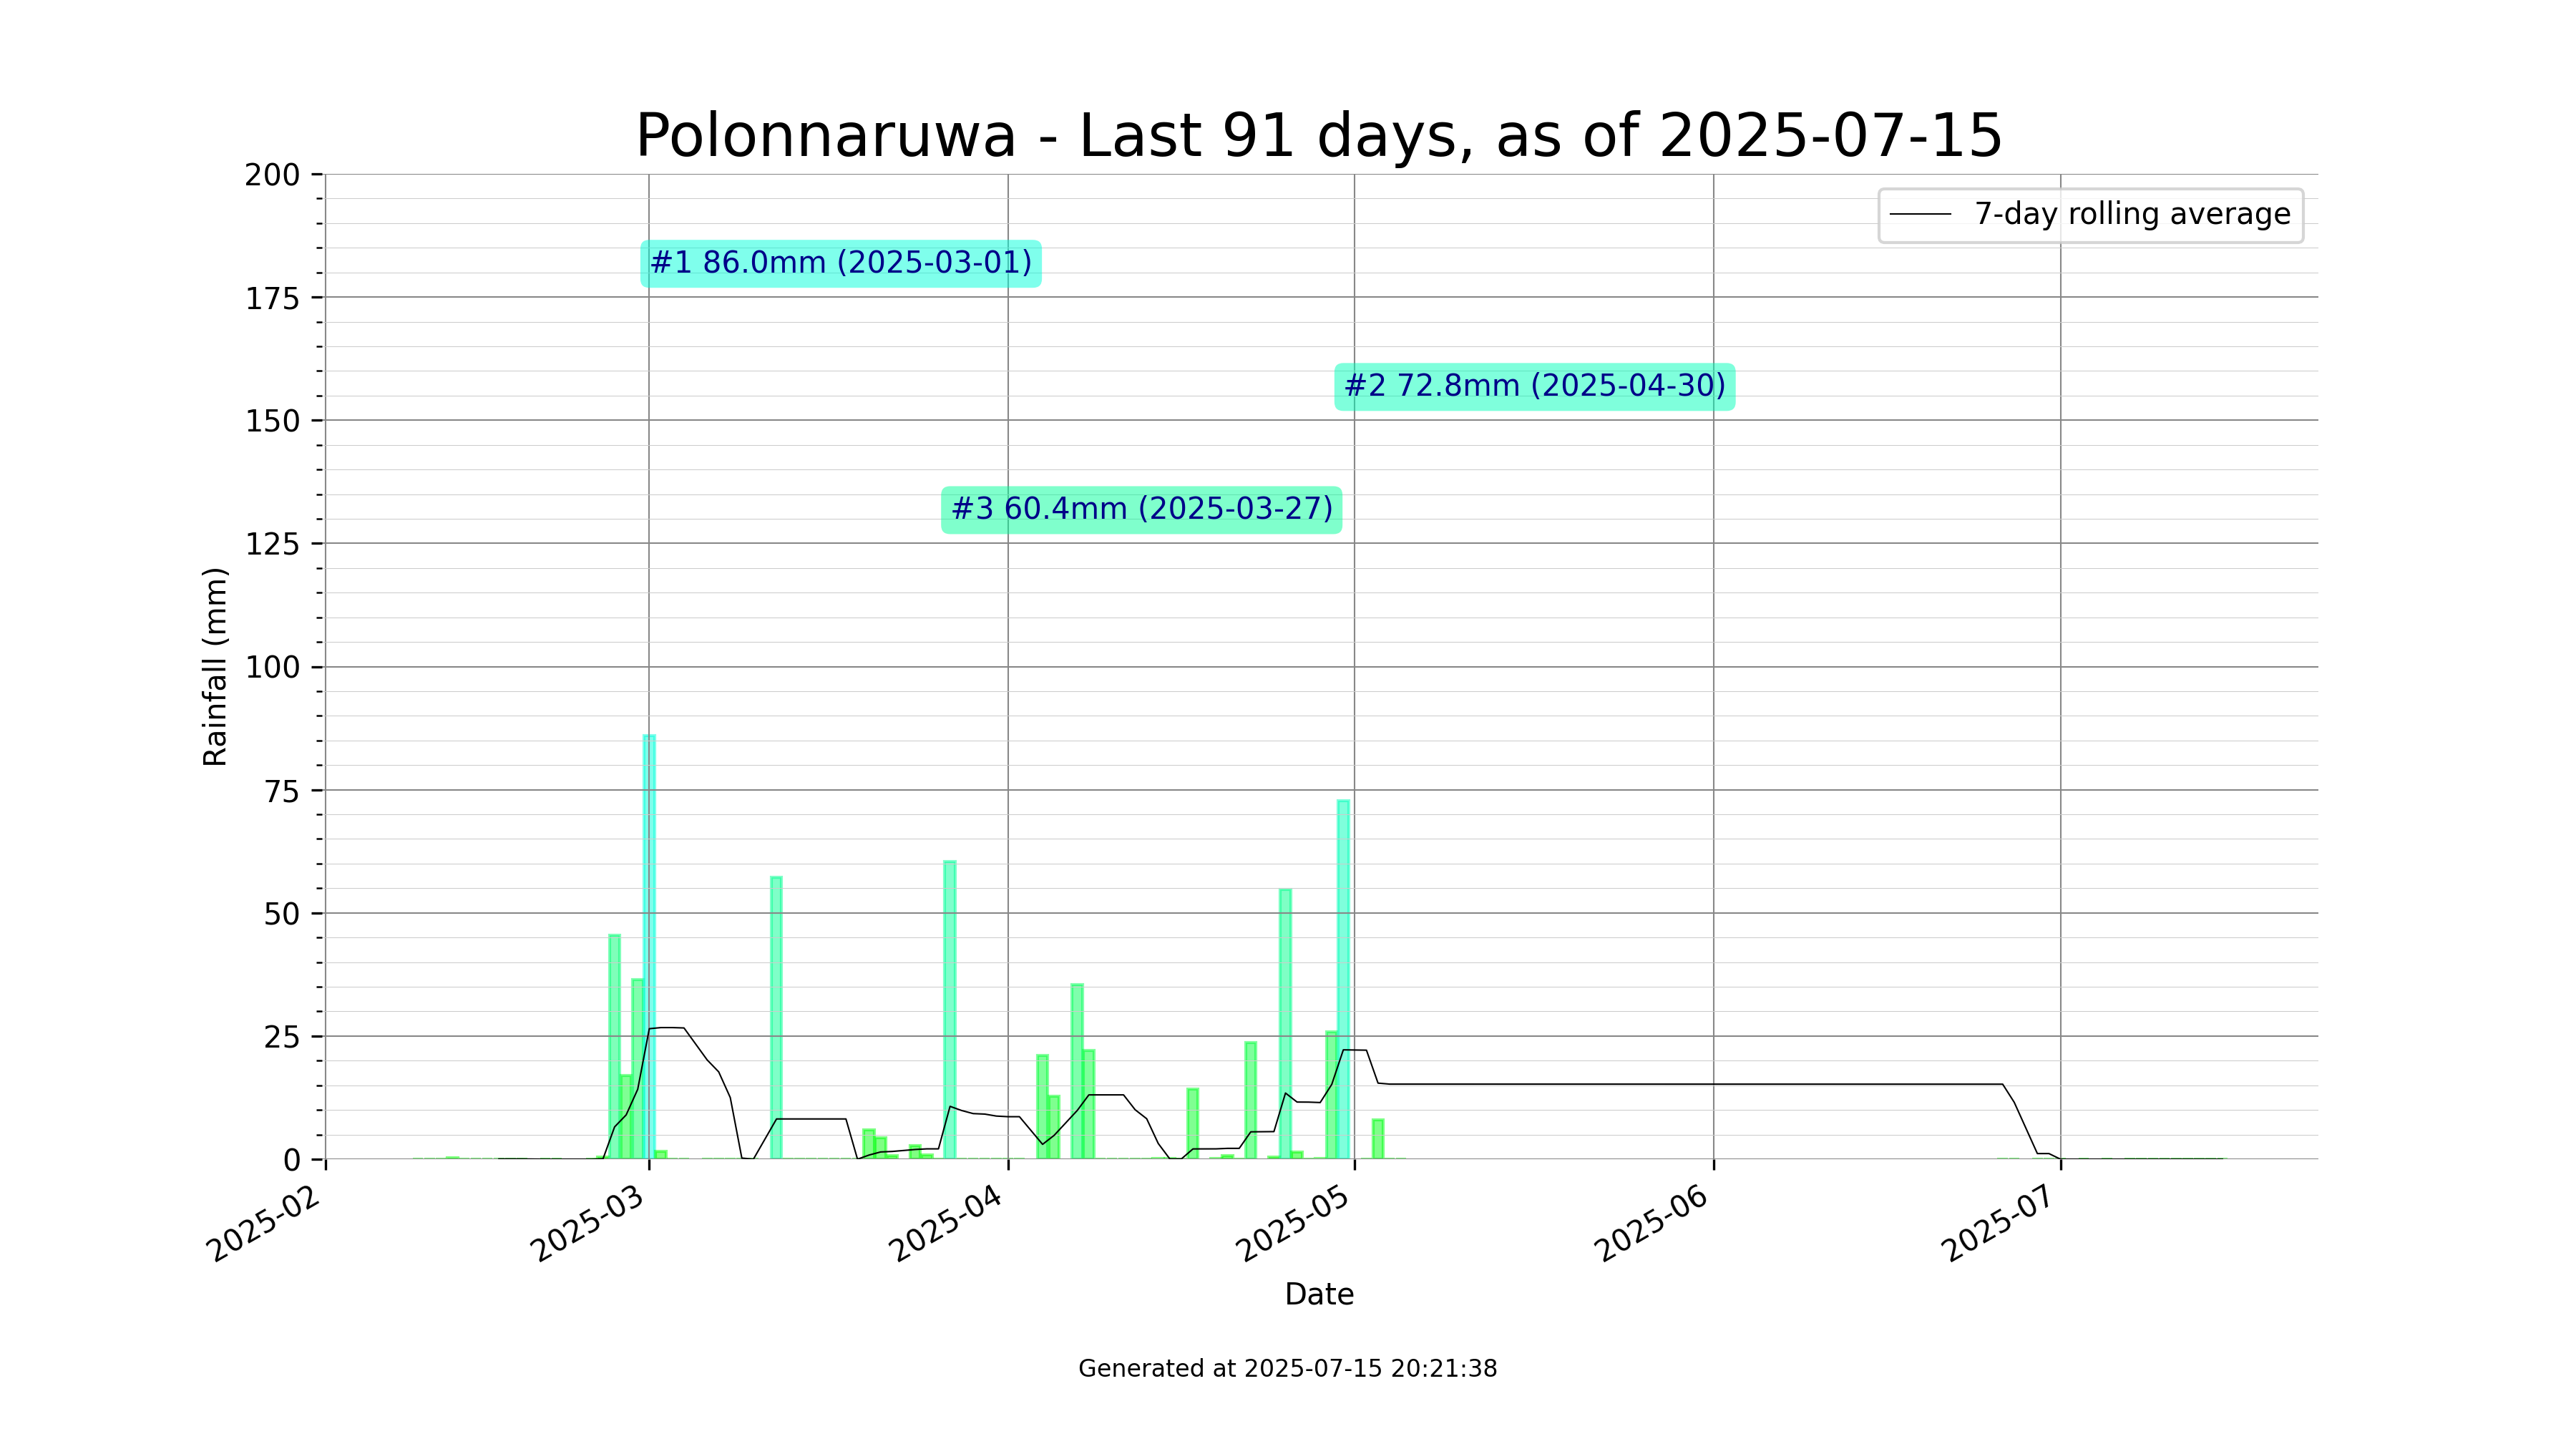 Polonnaruwa - Last 91 days, as of 2025-07-15
200
7-day rolling average
#1 86.0mm (2025-03-01)
175
#2 72.8mm (2025-04-30)
150
#3 60.4mm (2025-03-27)
125
Rainfall (mm)
100
75
50
25
0
2025-02
2025-03
2025-04
2025-05
2025-06
2025-07
Date
Generated at 2025-07-15 20:21:38